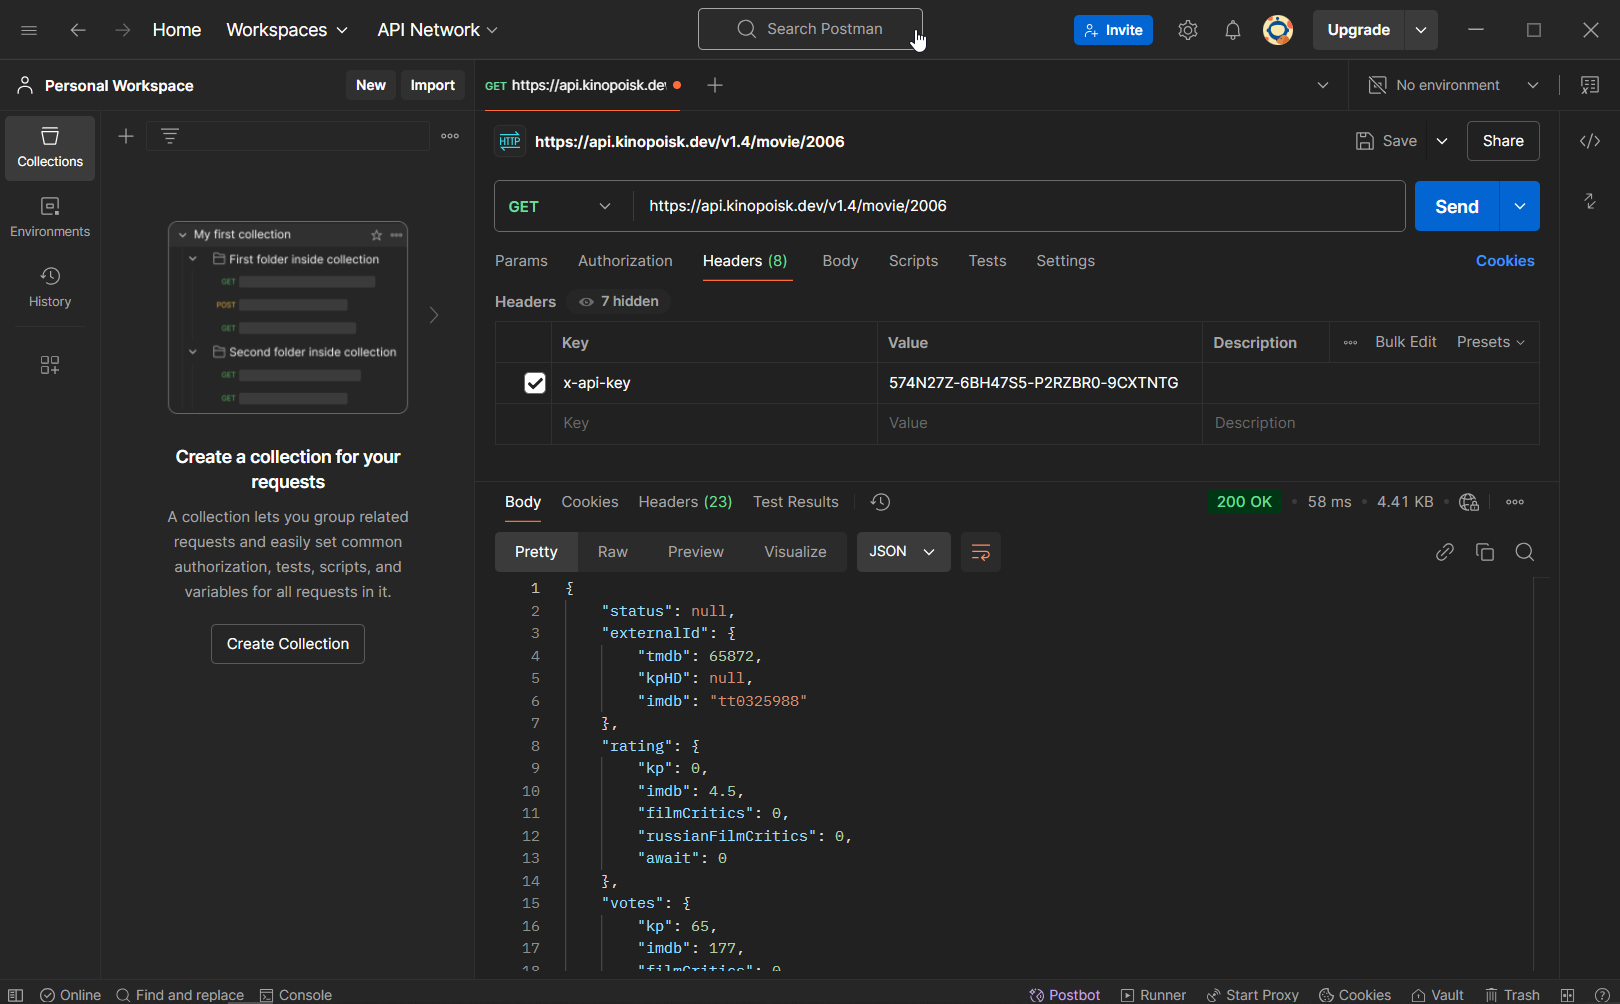 Home
Workspaces
API Network
Search Postman
Invite
Upgrade
Personal Workspace
New
Import
GET https://api.kinopoisk.de
No environment
Collections
Environments
History
My first collection
First folder inside collection
GET
POST
GET
Second folder inside collection
GET
GET
Create a collection for your
requests
A collection lets you group related
requests and easily set common
authorization, tests, scripts, and
variables for all requests in it.
Create Collection
HTTP https://api.kinopoisk.dev/v1.4/movie/2006
Save
Share
GET
https://api.kinopoisk.dev/v1.4/movie/2006
Send
Params Authorization Headers (8) Body Scripts Tests Settings
Cookies
Headers 7 hidden
Key Value Description Bulk Edit Presets
x-api-key 574N27Z-6BH47S5-P2RZBR0-9CXTNTG
Key Value Description
Body Cookies Headers (23) Test Results
200 OK • 58 ms • 4.41 KB •
Pretty Raw Preview Visualize JSON
1 {
2 "status": null,
3 "externalId": {
4 "tmdb": 65872,
5 "kpHD": null,
6 "imdb": "tt0325988"
7 },
8 "rating": {
9 "kp": 0,
10 "imdb": 4.5,
11 "filmCritics": 0,
12 "russianFilmCritics": 0,
13 "await": 0
14 },
15 "votes": {
16 "kp": 65,
17 "imdb": 177,
18 "filmCritics": 0
Online Find and replace Console
Postbot Runner Start Proxy Cookies Vault Trash